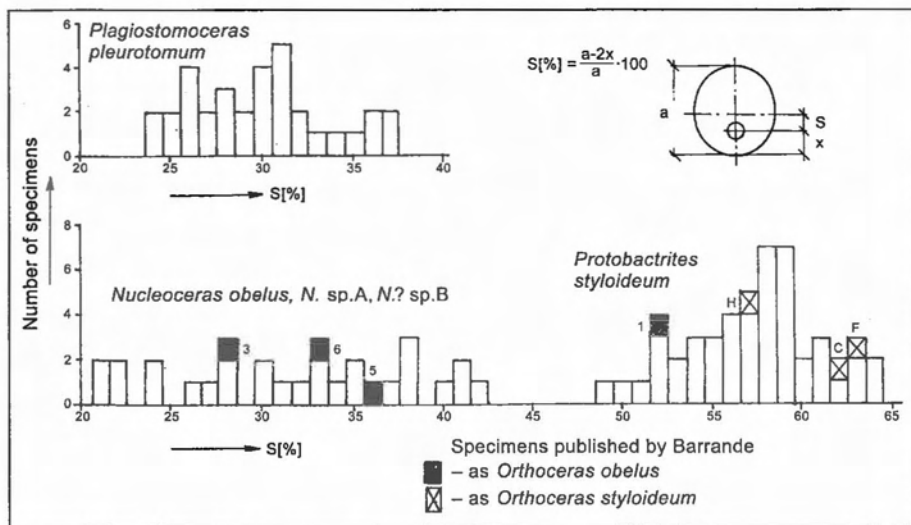 Plagiostomoceras
pleurotomum
S[%] = a-2x/a ·100
a
S
x
Number of specimens
6
4
2
0
20 25 30 35 40
S[%]
8
6
4
2
0
Nucleoceras obelus, N. sp.A, N.? sp.B
Protobactrites
styloideum
3 6 5 1 H C F
20 25 30 35 40 45 50 55 60 65
S[%]
Specimens published by Barrande
– as Orthoceras obelus
– as Orthoceras styloideum